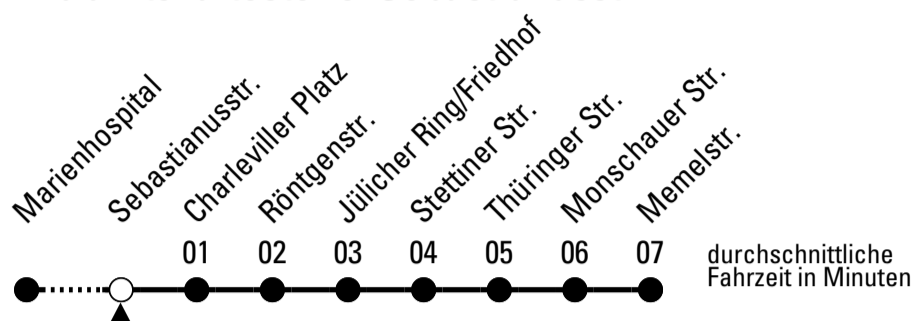 Marienhospital
Sebastianusstr.
Charleviller Platz
Röntgenstr.
Jülicher Ring/Friedhof
Stettiner Str.
Thüringer Str.
Monschauer Str.
Memelstr.
01 02 03 04 05 06 07
durchschnittliche
Fahrzeit in Minuten